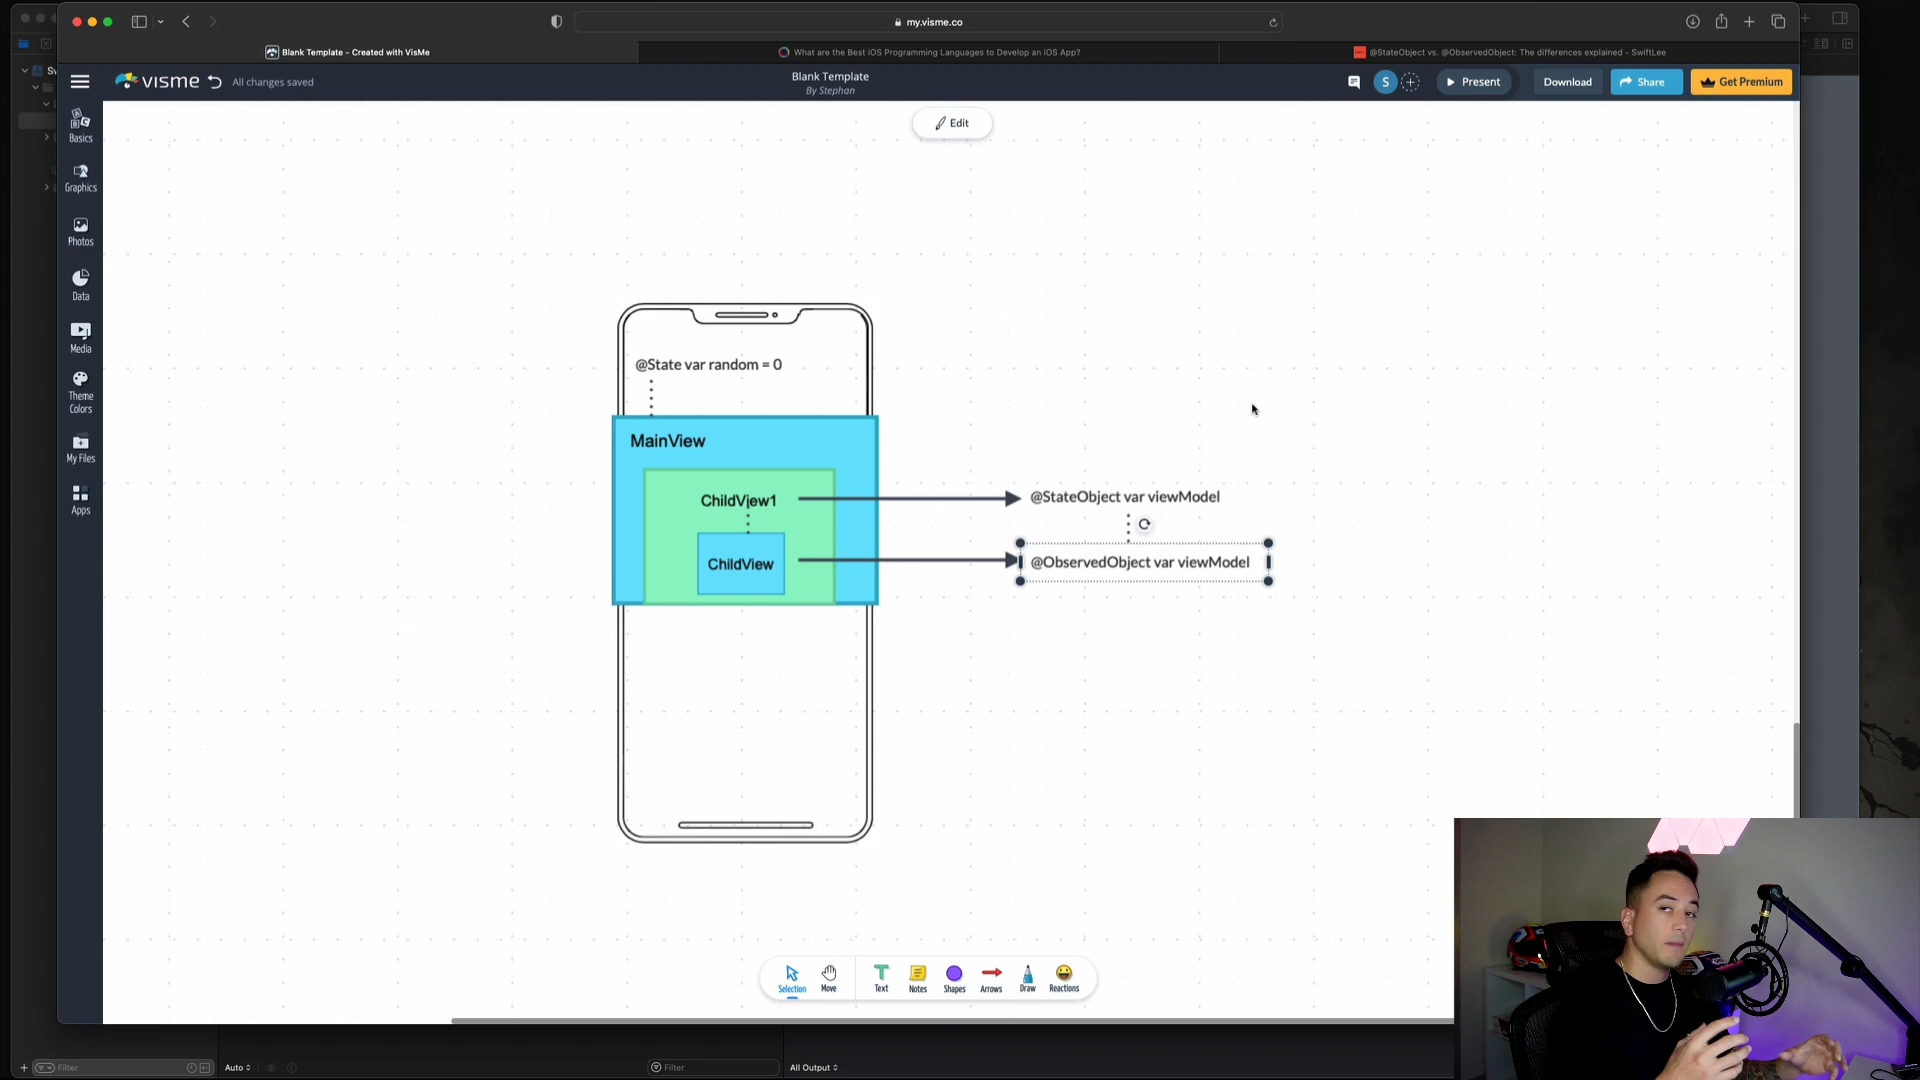 my.visme.co
Blank Template - Created with VisMe
What are the Best iOS Programming Languages to Develop an iOS App?
@StateObject vs. @ObservedObject: The differences explained - SwiftLee
Sw
visme
All changes saved
Blank Template
By Stephan
S
Present
Download
Share
Get Premium
Edit
Basics
Graphics
Photos
Data
Media
Theme
Colors
My Files
Apps
@State var random = 0
MainView
ChildView1
@StateObject var viewModel
ChildView
@ObservedObject var viewModel
Selection
Move
Text
Notes
Shapes
Arrows
Draw
Reactions
Filter
Auto
Filter
All Output